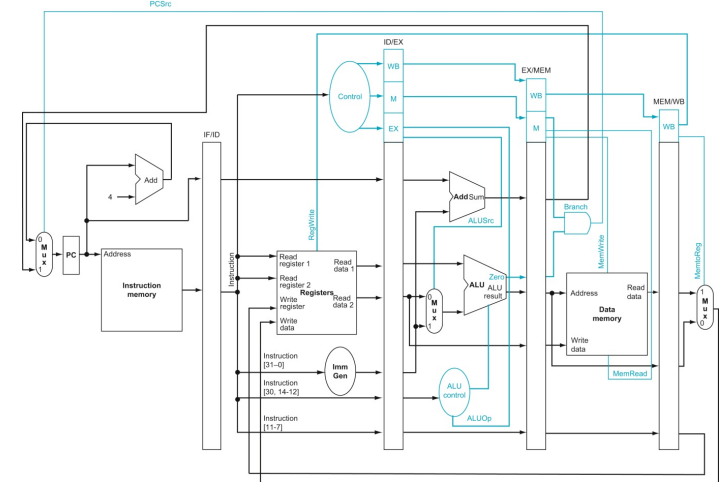 PCSrc
ID/EX
WB
Control
M
EX
EX/MEM
WB
M
MEM/WB
WB
IF/ID
Add
4
Add Sum
ALUSrc
Branch
RegWrite
MemWrite
MemtoReg
0
M
u
x
1
PC
Address
Instruction
memory
Instruction
Read
register 1
Read
register 2
Write
register
Write
data
Registers
Read
data 1
Read
data 2
0
M
u
x
1
Zero
ALU
ALU
result
Address
Read
data
Data
memory
Write
data
1
M
u
x
0
MemRead
Instruction
[31–0]
Imm
Gen
Instruction
[30, 14-12]
ALU
control
Instruction
[11-7]
ALUOp